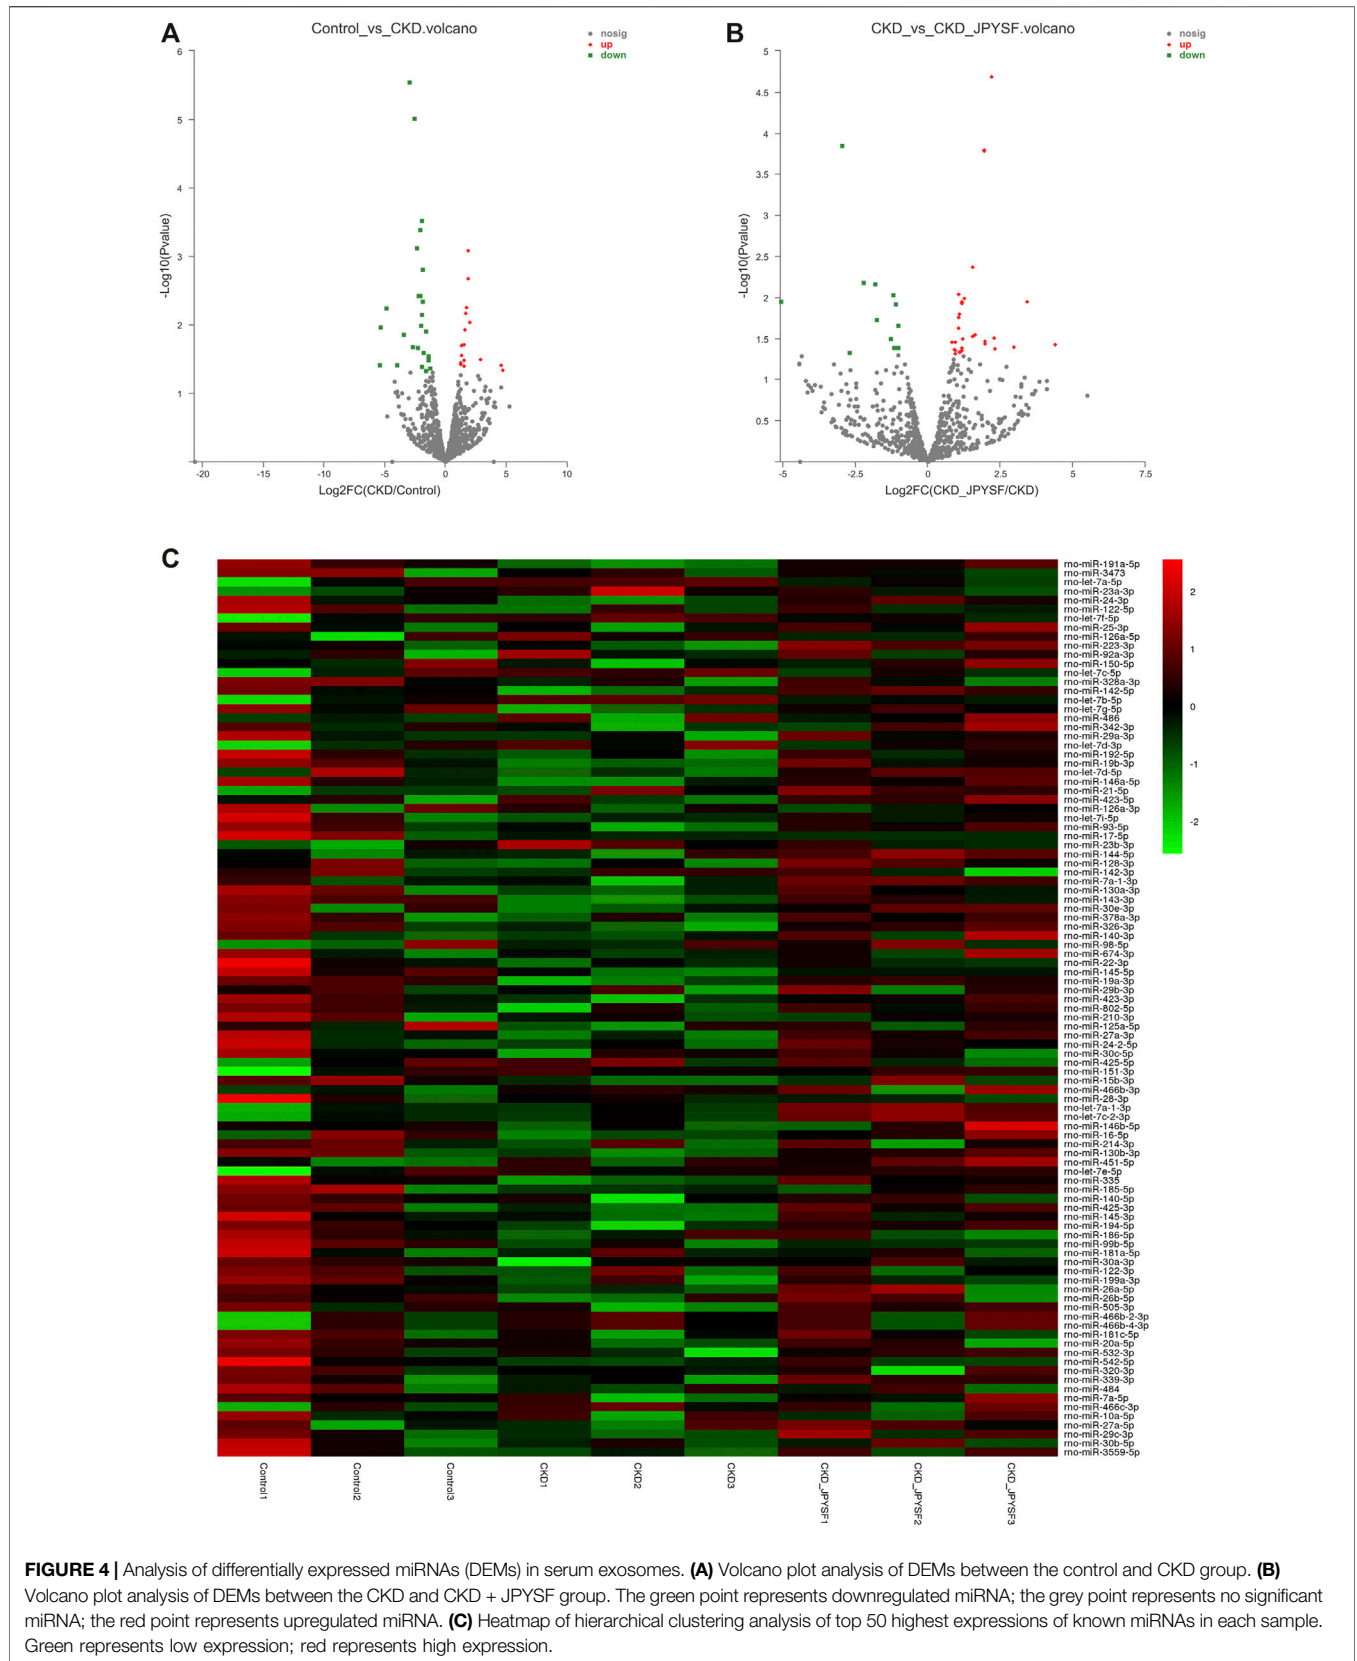 A
Control_vs_CKD.volcano
nosig
up
down
6
5
4
3
2
1
-Log10(Pvalue)
-20
-15
-10
-5
0
5
10
Log2FC(CKD/Control)
B
CKD_vs_CKD_JPYSF.volcano
nosig
up
down
5
4.5
4
3.5
3
2.5
2
1.5
1
0.5
-Log10(Pvalue)
-5
-2.5
0
2.5
5
7.5
Log2FC(CKD_JPYSF/CKD)
C
rno-miR-191a-5p
rno-miR-3473
rno-let-7a-5p
rno-miR-23a-3p
rno-miR-24-3p
rno-miR-122-5p
rno-let-7f-5p
rno-miR-25-3p
rno-miR-126a-5p
rno-miR-223-3p
rno-miR-92a-3p
rno-miR-150-5p
rno-let-7c-5p
rno-miR-328a-3p
rno-miR-142-5p
rno-let-7b-5p
rno-let-7g-5p
rno-miR-486
rno-miR-342-3p
rno-miR-29a-3p
rno-let-7d-3p
rno-miR-192-5p
rno-miR-19b-3p
rno-let-7d-5p
rno-miR-146a-5p
rno-miR-21-5p
rno-miR-423-5p
rno-miR-126a-3p
rno-let-7i-5p
rno-miR-93-5p
rno-miR-17-5p
rno-miR-23b-3p
rno-miR-144-5p
rno-miR-128-3p
rno-miR-142-3p
rno-miR-7a-1-3p
rno-miR-130a-3p
rno-miR-143-3p
rno-miR-30e-3p
rno-miR-378a-3p
rno-miR-326-3p
rno-miR-140-3p
rno-miR-98-5p
rno-miR-674-3p
rno-miR-22-3p
rno-miR-145-5p
rno-miR-19a-3p
rno-miR-29b-3p
rno-miR-423-3p
rno-miR-802-5p
rno-miR-210-3p
rno-miR-125a-5p
rno-miR-27a-3p
rno-miR-24-2-5p
rno-miR-30c-5p
rno-miR-425-5p
rno-miR-151-3p
rno-miR-15b-3p
rno-miR-466b-3p
rno-miR-28-3p
rno-let-7a-1-3p
rno-let-7c-2-3p
rno-miR-146b-5p
rno-miR-16-5p
rno-miR-214-3p
rno-miR-130b-3p
rno-miR-451-5p
rno-let-7e-5p
rno-miR-335
rno-miR-185-5p
rno-miR-140-5p
rno-miR-425-3p
rno-miR-145-3p
rno-miR-194-5p
rno-miR-186-5p
rno-miR-99b-5p
rno-miR-181a-5p
rno-miR-30a-3p
rno-miR-122-3p
rno-miR-199a-3p
rno-miR-26a-5p
rno-miR-26b-5p
rno-miR-505-3p
rno-miR-466b-2-3p
rno-miR-466b-4-3p
rno-miR-181c-5p
rno-miR-20a-5p
rno-miR-532-3p
rno-miR-542-5p
rno-miR-320-3p
rno-miR-339-3p
rno-miR-484
rno-miR-7a-5p
rno-miR-466c-3p
rno-miR-10a-5p
rno-miR-27a-5p
rno-miR-29c-3p
rno-miR-30b-5p
rno-miR-3559-5p
2
1
0
-1
-2
Control1
Control2
Control3
CKD1
CKD2
CKD3
CKD_JPYSF1
CKD_JPYSF2
CKD_JPYSF3
FIGURE 4 | Analysis of differentially expressed miRNAs (DEMs) in serum exosomes. (A) Volcano plot analysis of DEMs between the control and CKD group. (B)
Volcano plot analysis of DEMs between the CKD and CKD + JPYSF group. The green point represents downregulated miRNA; the grey point represents no significant
miRNA; the red point represents upregulated miRNA. (C) Heatmap of hierarchical clustering analysis of top 50 highest expressions of known miRNAs in each sample.
Green represents low expression; red represents high expression.